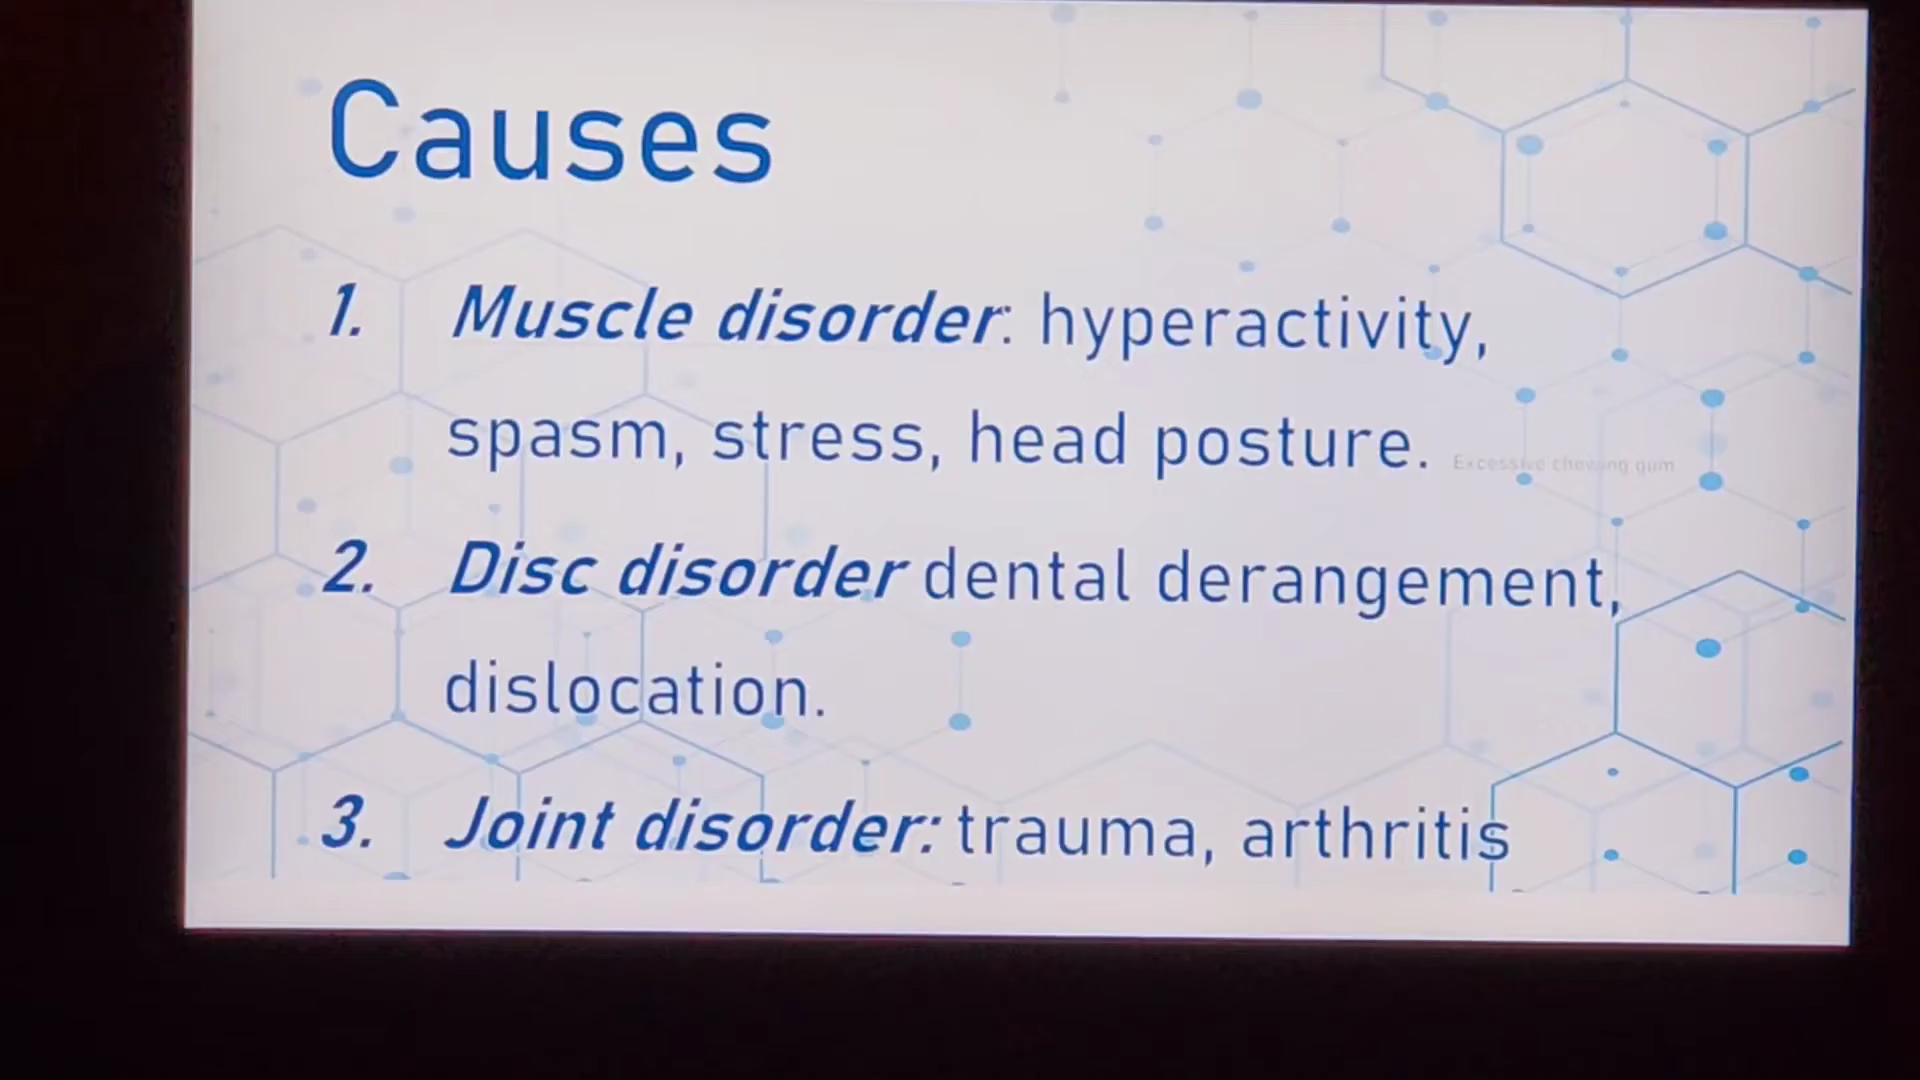 Causes
1. Muscle disorder: hyperactivity,
spasm, stress, head posture. Excessive chewing gum
2. Disc disorder dental derangement,
dislocation.
3. Joint disorder: trauma, arthritis